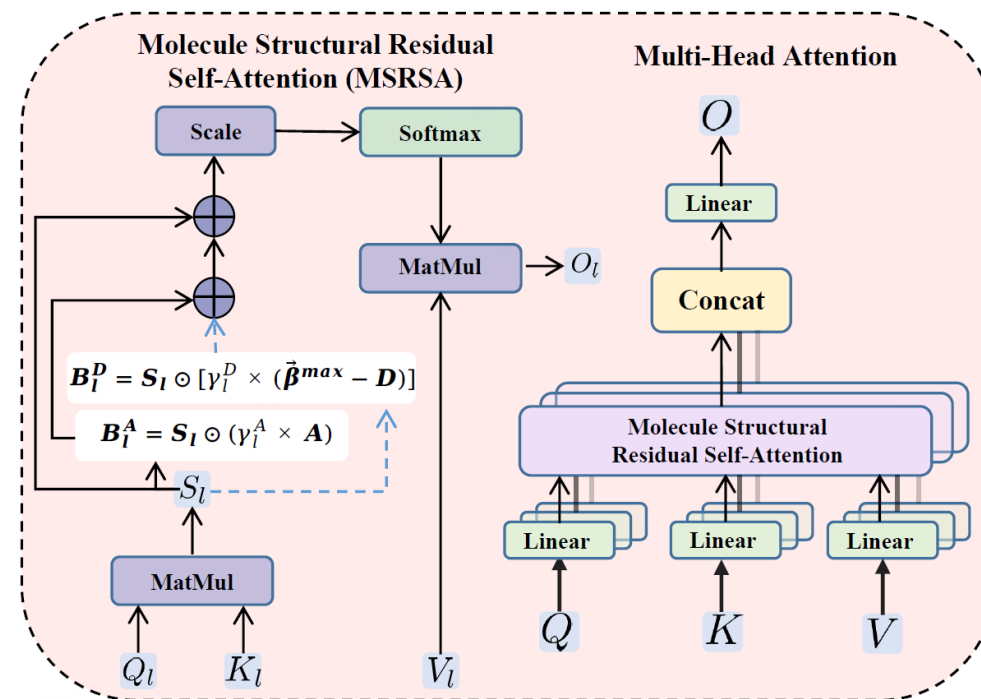 Molecule Structural Residual
Self-Attention (MSRSA)
Scale
Softmax
MatMul
O_l
B_l^D = S_l ⊙ [γ_l^D × (β⃗^max − D)]
B_l^A = S_l ⊙ (γ_l^A × A)
S_l
MatMul
Q_l
K_l
V_l
Multi-Head Attention
O
Linear
Concat
Molecule Structural
Residual Self-Attention
Linear
Linear
Linear
Q
K
V